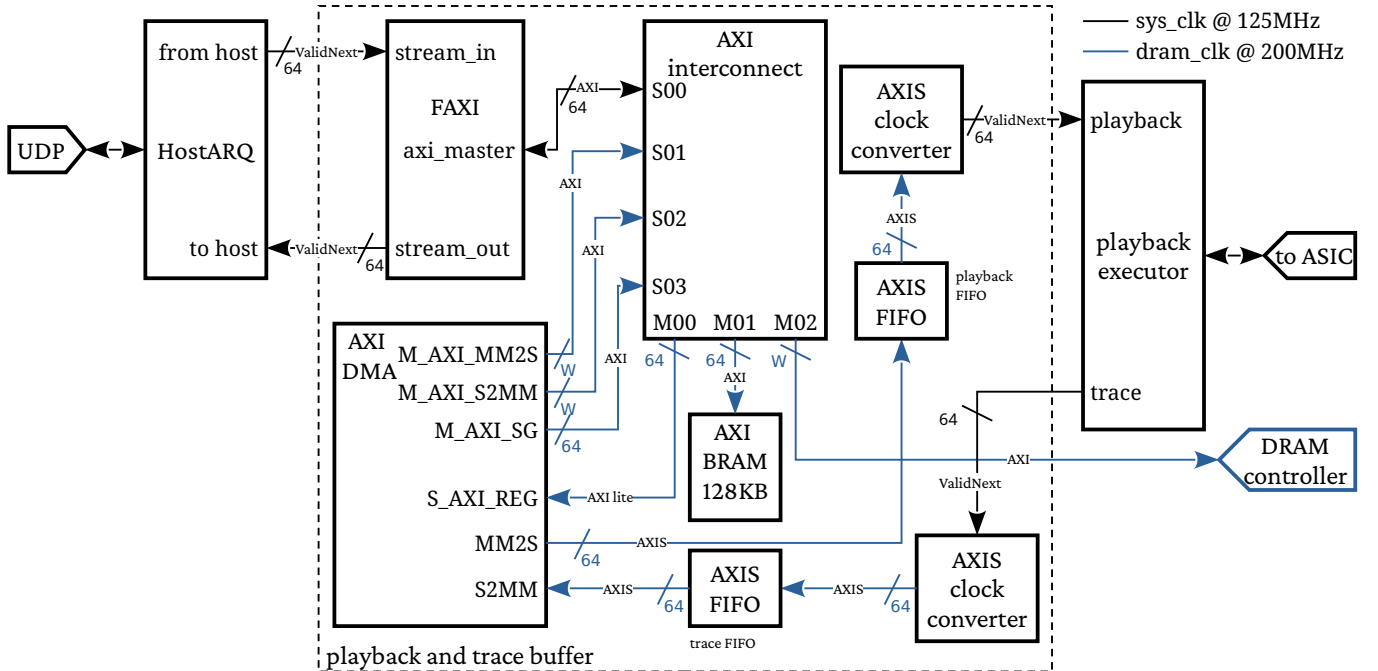 sys_clk @ 125MHz
dram_clk @ 200MHz
UDP
from host
HostARQ
to host
64
ValidNext
ValidNext
64
stream_in
FAXI
axi_master
stream_out
AXI
64
AXI
AXI
AXI
AXI
interconnect
S00
S01
S02
S03
M00
M01
M02
64
64
W
AXI
AXI
DMA
M_AXI_MM2S
M_AXI_S2MM
M_AXI_SG
S_AXI_REG
MM2S
S2MM
W
W
64
AXI lite
64
AXIS
AXIS
64
AXI
BRAM
128KB
AXIS
FIFO
trace FIFO
AXIS
64
AXIS
clock
converter
64
ValidNext
AXIS
64
AXIS
FIFO
playback
FIFO
playback
playback
executor
trace
to ASIC
64
ValidNext
AXI
DRAM
controller
AXIS
clock
converter
playback and trace buffer